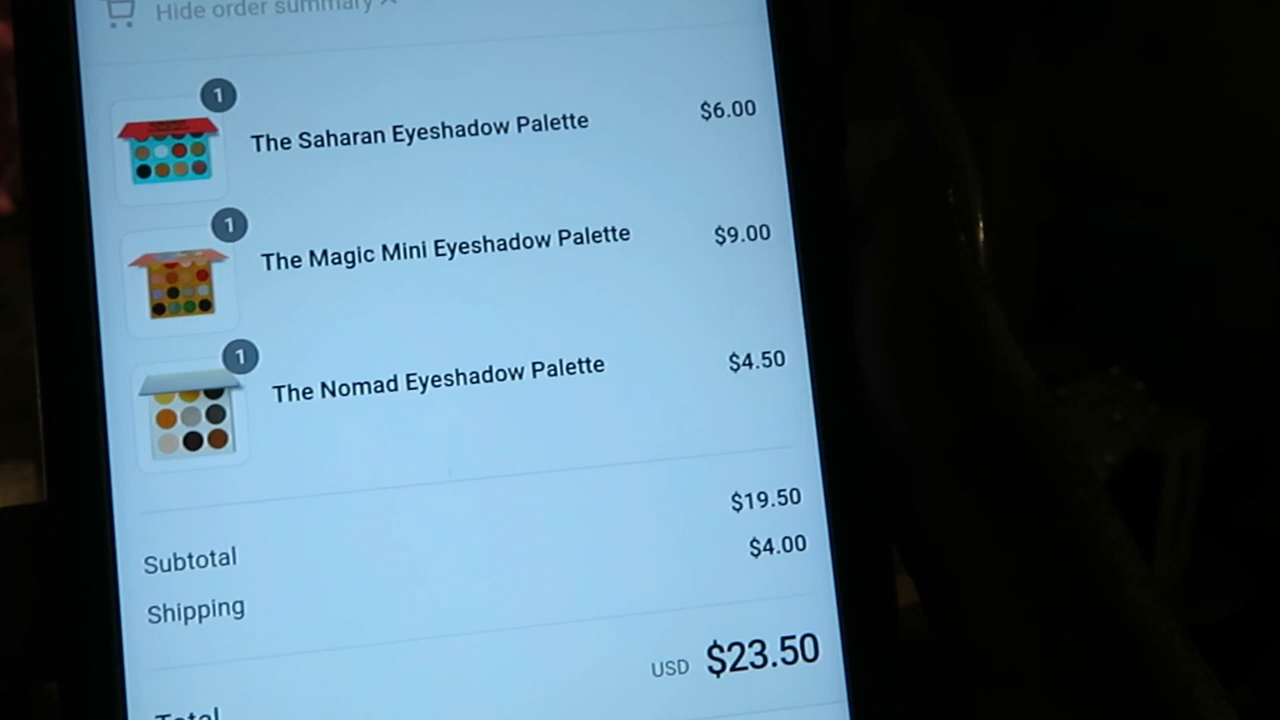 Hide order summary
1
The Saharan Eyeshadow Palette $6.00
1
The Magic Mini Eyeshadow Palette $9.00
1
The Nomad Eyeshadow Palette $4.50
Subtotal $19.50
Shipping $4.00
Total USD $23.50